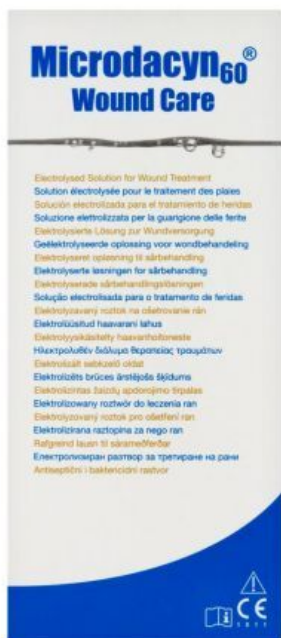 Microdacyn60®
Wound Care
Electrolysed Solution for Wound Treatment
Solution électrolysée pour le traitement des plaies
Solución electrolizada para el tratamiento de heridas
Soluzione elettrolizzata per la guarigione delle ferite
Elektrolysierte Lösung zur Wundversorgung
Geëlektrolyseerde oplossing voor wondbehandeling
Elektrolyseret opløsning til sårbehandling
Elektrolyserte løsningen for sårbehandling
Elektrolyserade sårbehandlingslösningen
Solução electrolisada para o tratamento de feridas
Elektrolyzavaný roztok na ošetrovanie rán
Elektrolüüsitud haavaravi lahus
Elektrolyysikäsitelty haavanhoitoneste
Ηλεκτρολυθέν διάλυμα θεραπείας τραυμάτων
Elektrolizált sebkezelő oldat
Elektrolizēts brūces ārstējošs šķīdums
Elektrolizintas žaizdų apdorojimo tirpalas
Elektrolizowany roztwór do leczenia ran
Elektrolyzovaný roztok pro ošetření ran
Elektrolizirana raztopina za nego ran
Rafgreind lausn til sárameðferðar
Електролизиран разтвор за третиране на рани
Antiseptični i baktericidni rastvor
CE